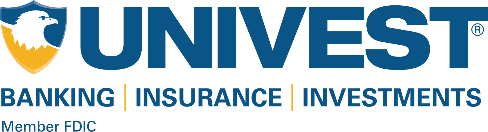 UNIVEST®
BANKING | INSURANCE | INVESTMENTS
Member FDIC